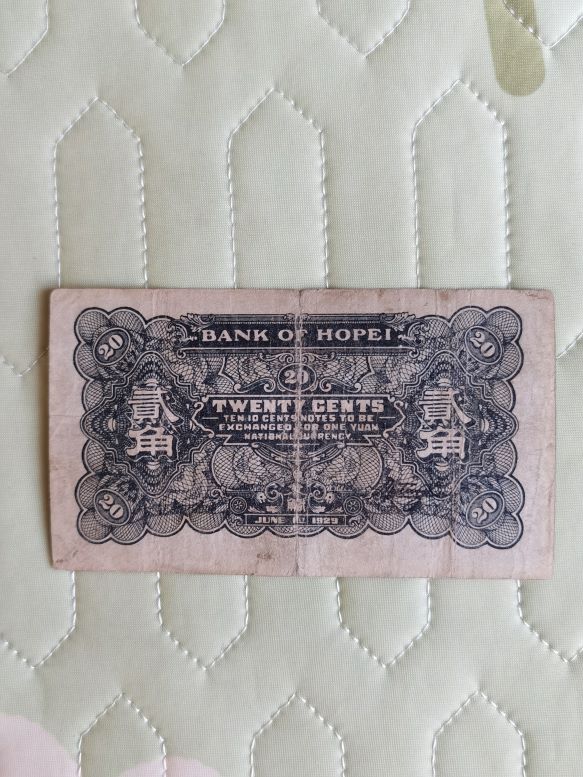 20 20
BANK OF HOPEI
20
TWENTY CENTS
TEN 10 CENTS NOTES TO BE
EXCHANGED FOR ONE YUAN
NATIONAL CURRENCY
貳角 貳角
20 20
JUNE 1929